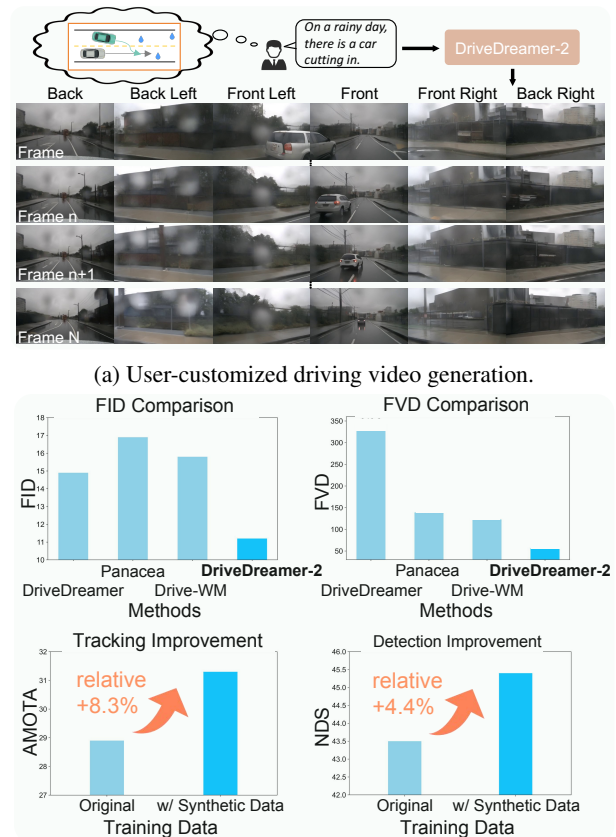 On a rainy day,
there is a car
cutting in.
DriveDreamer-2
Back Back Left Front Left Front Front Right Back Right
Frame
Frame n
Frame n+1
Frame N
(a) User-customized driving video generation.
FID Comparison
18
17
16
15
14
13
12
11
10
FID
DriveDreamer
Panacea
Drive-WM
DriveDreamer-2
Methods
FVD Comparison
350
300
250
200
150
100
50
FVD
DriveDreamer
Panacea
Drive-WM
DriveDreamer-2
Methods
Tracking Improvement
32
31
30
29
28
27
AMOTA
relative
+8.3%
Original w/ Synthetic Data
Training Data
Detection Improvement
46.0
45.5
45.0
44.5
44.0
43.5
43.0
42.5
42.0
NDS
relative
+4.4%
Original w/ Synthetic Data
Training Data